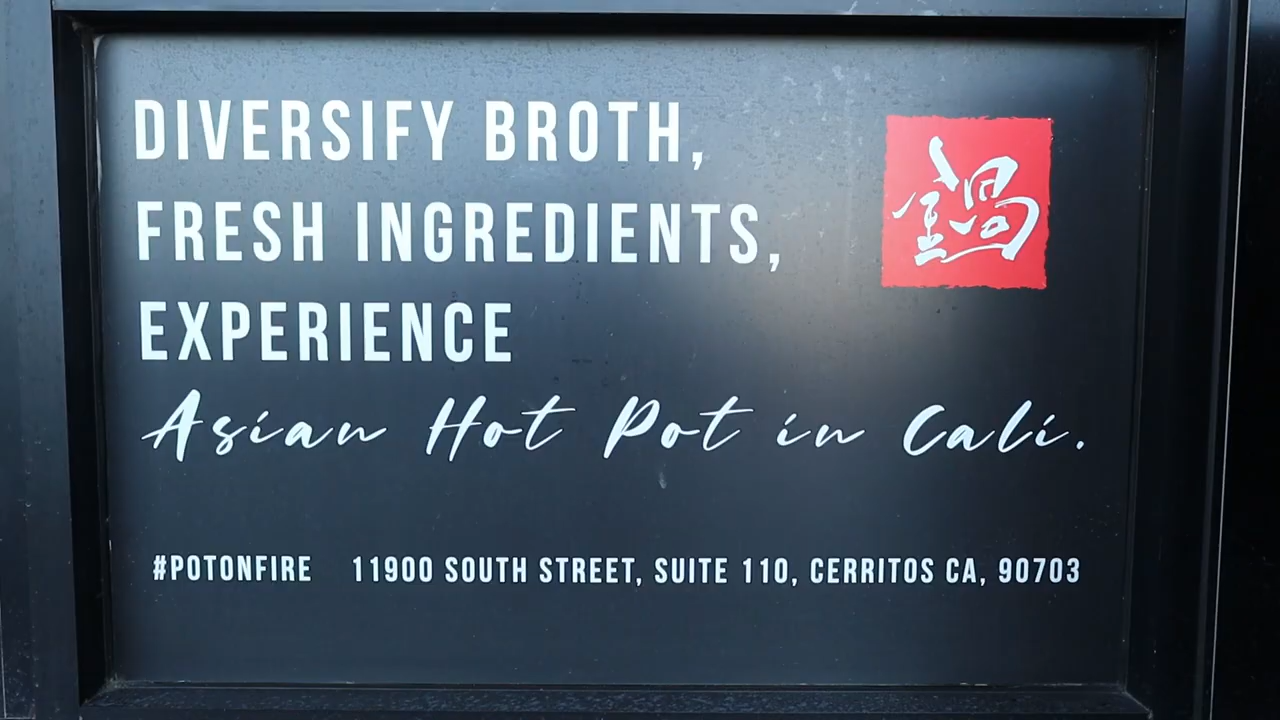 DIVERSIFY BROTH,
鍋
FRESH INGREDIENTS,
EXPERIENCE
Asian Hot Pot in Cali.
#POTONFIRE 11900 SOUTH STREET, SUITE 110, CERRITOS CA, 90703